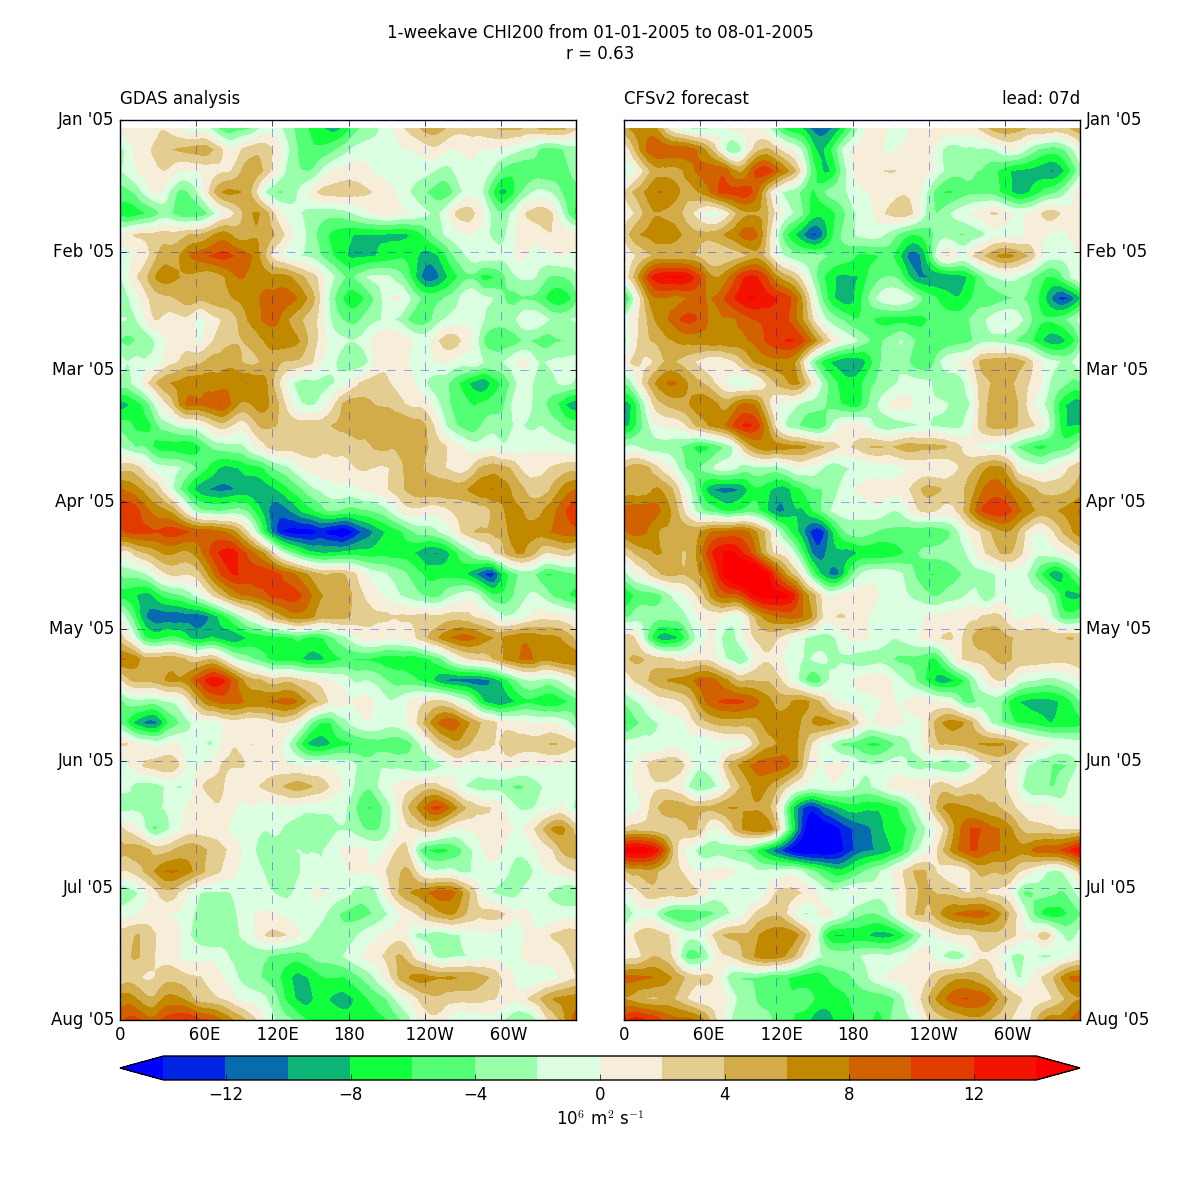 1-weekave CHI200 from 01-01-2005 to 08-01-2005
r = 0.63
GDAS analysis
CFSv2 forecast
lead: 07d
Jan '05
Feb '05
Mar '05
Apr '05
May '05
Jun '05
Jul '05
Aug '05
0 60E 120E 180 120W 60W
Jan '05
Feb '05
Mar '05
Apr '05
May '05
Jun '05
Jul '05
Aug '05
0 60E 120E 180 120W 60W
−12 −8 −4 0 4 8 12
10⁶ m² s⁻¹